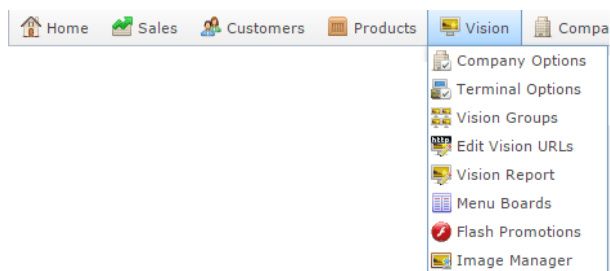 Home Sales Customers Products Vision Compa
Company Options
Terminal Options
Vision Groups
Edit Vision URLs
Vision Report
Menu Boards
Flash Promotions
Image Manager